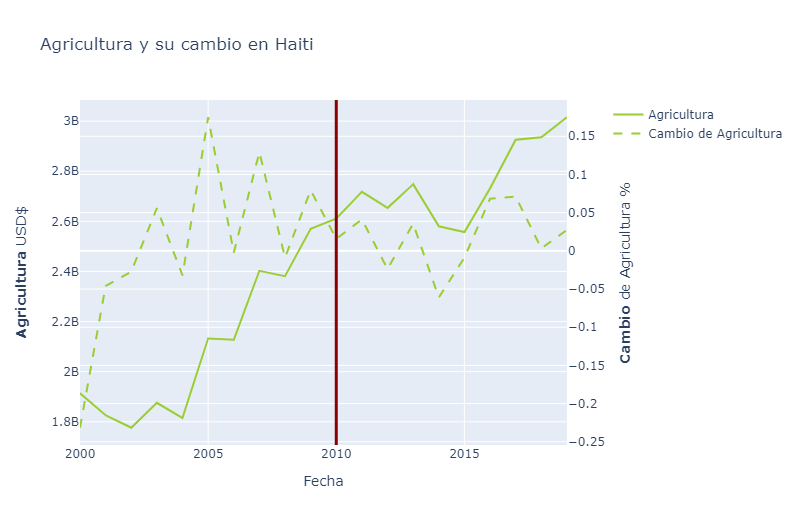 Agricultura y su cambio en Haiti
Agricultura
Cambio de Agricultura
3B
2.8B
2.6B
2.4B
2.2B
2B
1.8B
Agricultura USD$
0.15
0.1
0.05
0
−0.05
−0.1
−0.15
−0.2
−0.25
Cambio de Agricultura %
2000 2005 2010 2015
Fecha